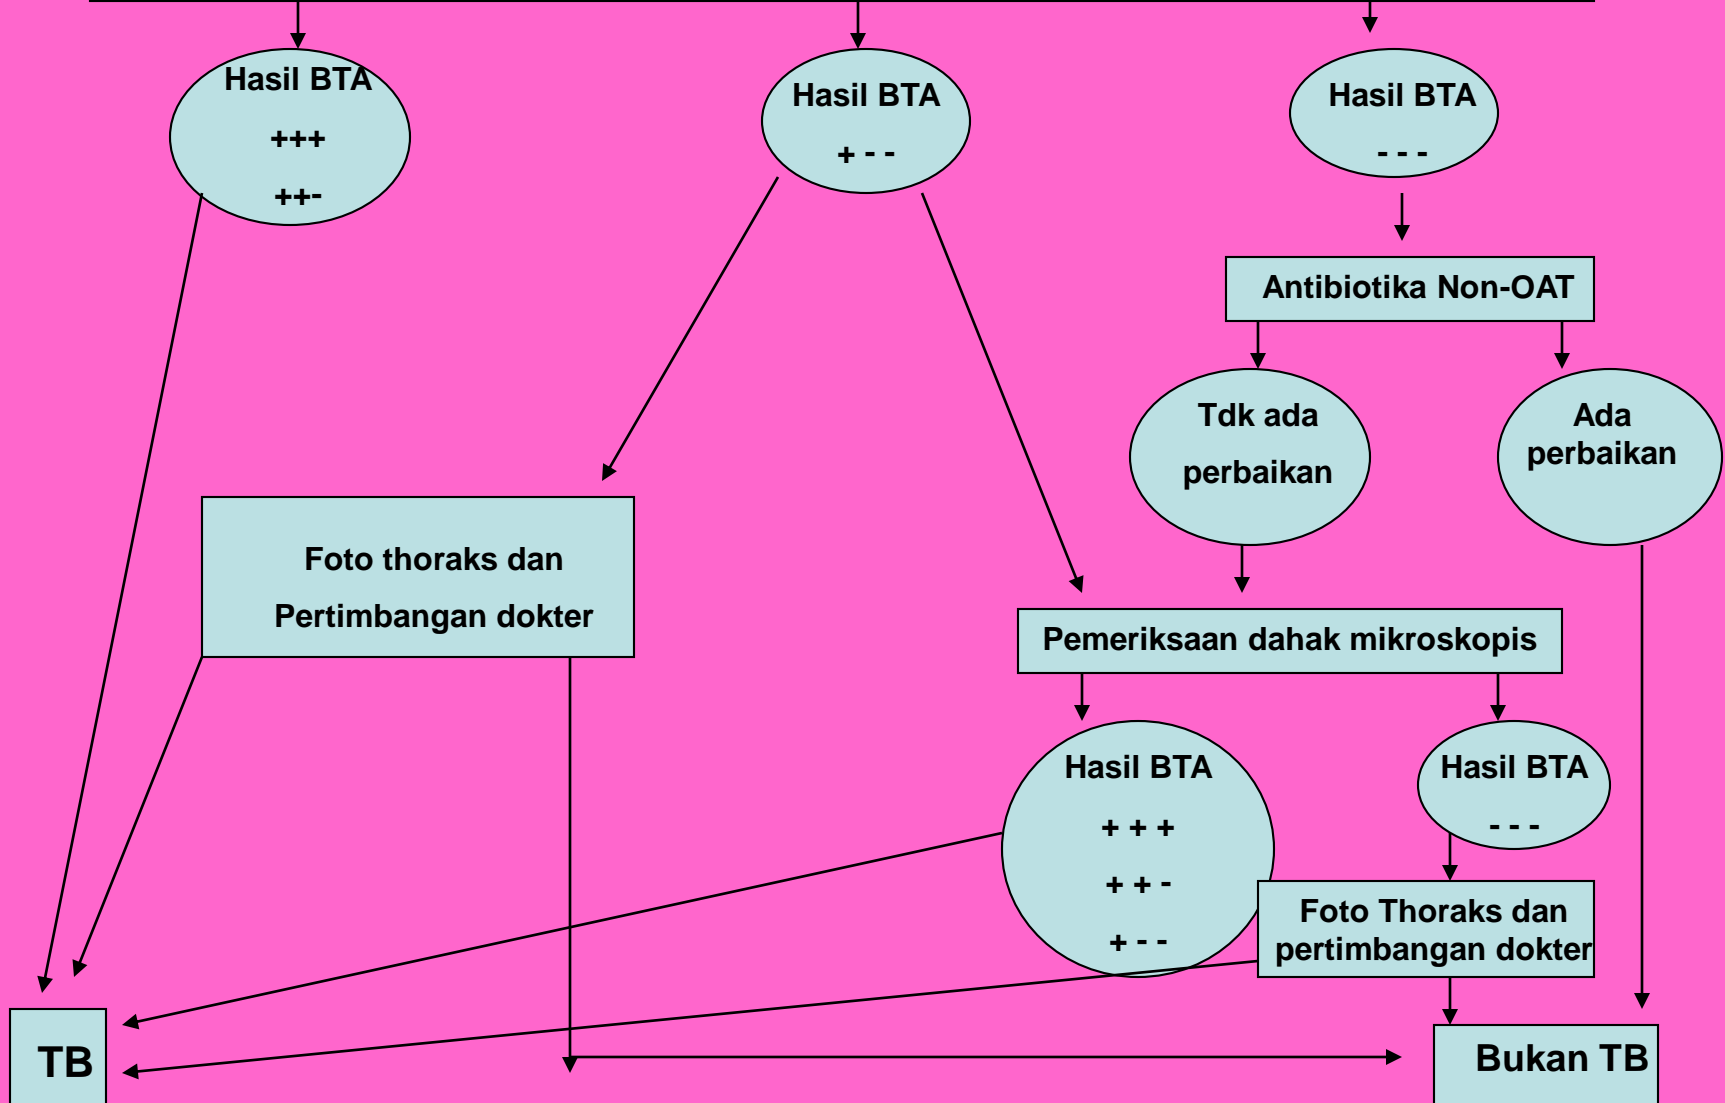 Hasil BTA
+++
++-
Hasil BTA
+ - -
Hasil BTA
- - -
Antibiotika Non-OAT
Tdk ada
perbaikan
Ada
perbaikan
Foto thoraks dan
Pertimbangan dokter
Pemeriksaan dahak mikroskopis
Hasil BTA
+ + +
+ + -
+ - -
Hasil BTA
- - -
Foto Thoraks dan
pertimbangan dokter
TB
Bukan TB